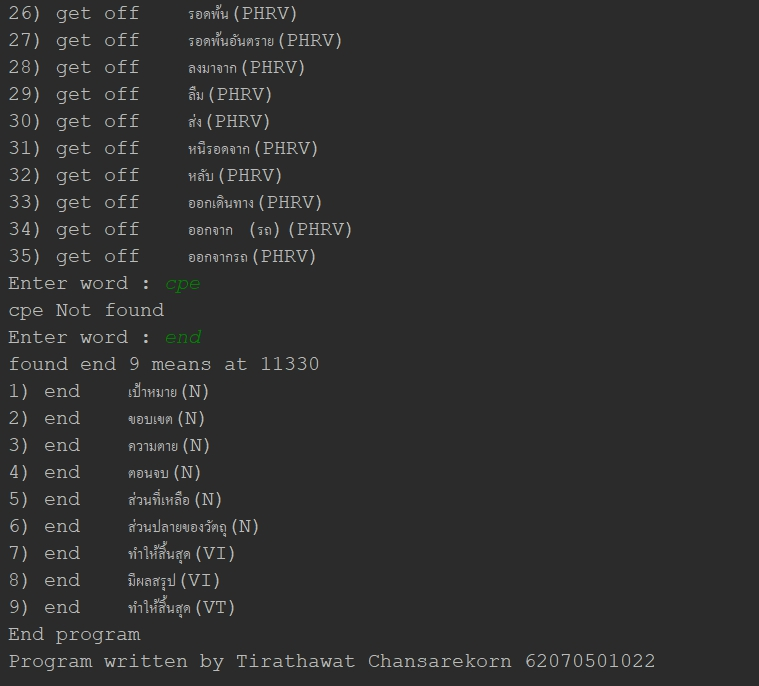 26) get off    รอดพ้น(PHRV)
27) get off    รอดพ้นอันตราย(PHRV)
28) get off    ลงมาจาก(PHRV)
29) get off    ลืม(PHRV)
30) get off    ส่ง(PHRV)
31) get off    หนีรอดจาก(PHRV)
32) get off    หลับ(PHRV)
33) get off    ออกเดินทาง(PHRV)
34) get off    ออกจาก (รถ)(PHRV)
35) get off    ออกจากรถ(PHRV)
Enter word : cpe
cpe Not found
Enter word : end
found end 9 means at 11330
1) end    เป้าหมาย(N)
2) end    ขอบเขต(N)
3) end    ความตาย(N)
4) end    ตอนจบ(N)
5) end    ส่วนที่เหลือ(N)
6) end    ส่วนปลายของวัตถุ(N)
7) end    ทำให้สิ้นสุด(VI)
8) end    มีผลสรุป(VI)
9) end    ทำให้สิ้นสุด(VT)
End program
Program written by Tirathawat Chansarekorn 62070501022